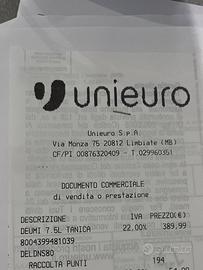 unieuro
Unieuro S.p.A
Via Monza 75 20812 Limbiate (MB)
CF/PI 00876320409 - T.029960351
DOCUMENTO COMMERCIALE
di vendita o prestazione
DESCRIZIONE IVA PREZZO(€)
DEUMI 7.5L TANICA 22.00% 389,99
8004399481039
DELDNS80
RACCOLTA PUNTI 194